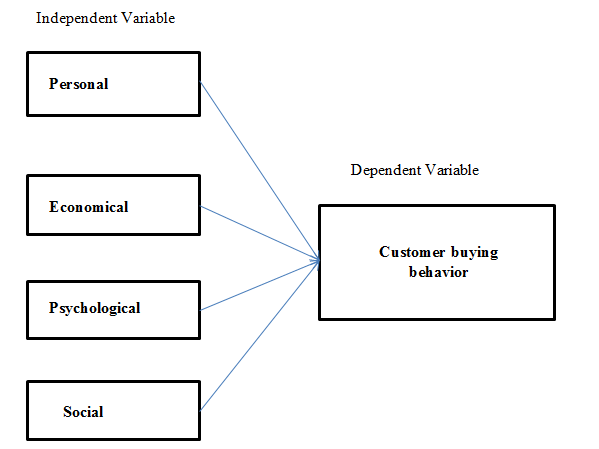 Independent Variable
Personal
Economical
Psychological
Social
Dependent Variable
Customer buying
behavior